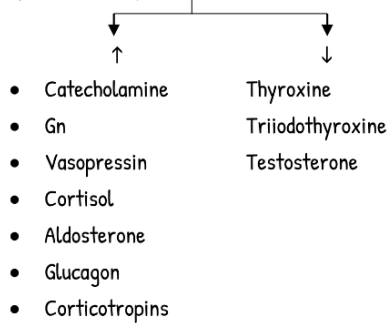 ↑ ↓
• Catecholamine Thyroxine
• Gn Triiodothyroxine
• Vasopressin Testosterone
• Cortisol
• Aldosterone
• Glucagon
• Corticotropins